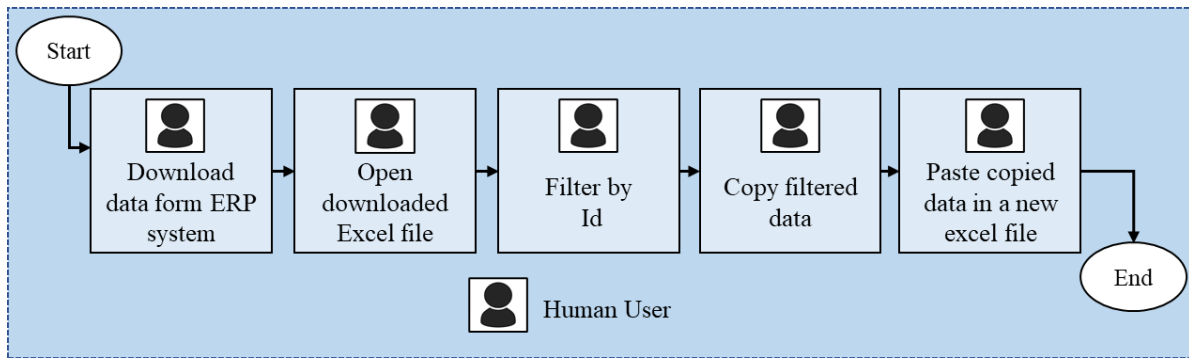 Start
Download
data form ERP
system
Open
downloaded
Excel file
Filter by
Id
Copy filtered
data
Paste copied
data in a new
excel file
End
Human User